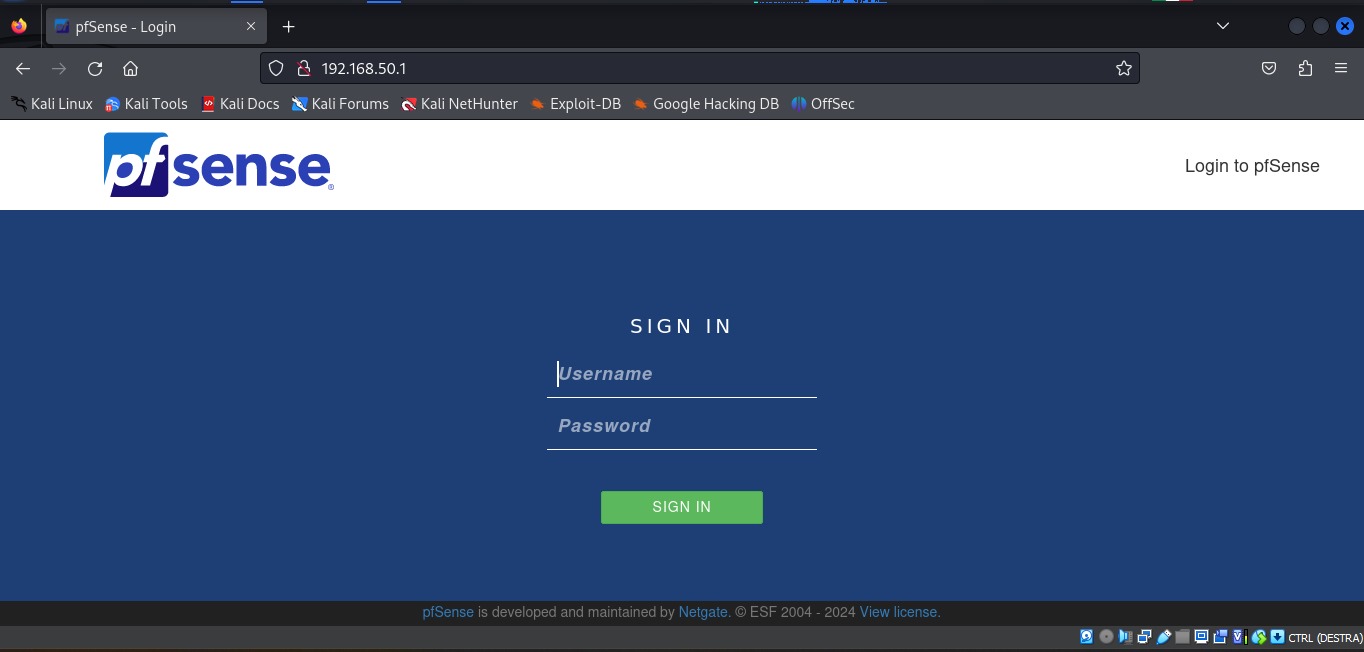 pfSense - Login
192.168.50.1
Kali Linux Kali Tools Kali Docs Kali Forums Kali NetHunter Exploit-DB Google Hacking DB OffSec
pfsense® Login to pfSense
SIGN IN
Username
Password
SIGN IN
pfSense is developed and maintained by Netgate. © ESF 2004 - 2024 View license.
CTRL (DESTRA)